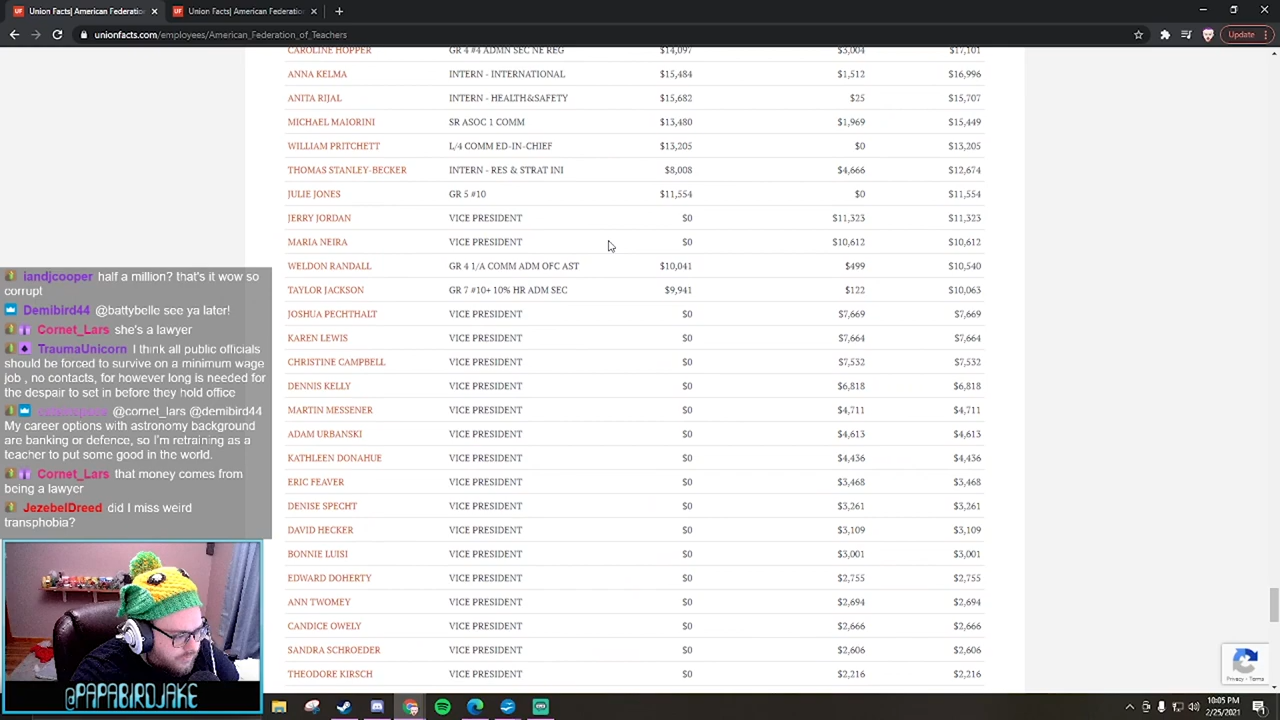 Union Facts| American Federation
Union Facts| American Federation
unionfacts.com/employees/American_Federation_of_Teachers
Update
CAROLINE HOPPER GR 4 #4 ADMN SEC NE REG $14,097 $3,004 $17,101
ANNA KELMA INTERN - INTERNATIONAL $15,484 $1,512 $16,996
ANITA RIJAL INTERN - HEALTH&SAFETY $15,682 $25 $15,707
MICHAEL MAIORINI SR ASOC 1 COMM $13,480 $1,969 $15,449
WILLIAM PRITCHETT L/4 COMM ED-IN-CHIEF $13,205 $0 $13,205
THOMAS STANLEY-BECKER INTERN - RES & STRAT INI $8,008 $4,666 $12,674
JULIE JONES GR 5 #10 $11,554 $0 $11,554
JERRY JORDAN VICE PRESIDENT $0 $11,323 $11,323
MARIA NEIRA VICE PRESIDENT $0 $10,612 $10,612
WELDON RANDALL GR 4 1/A COMM ADM OFC AST $10,041 $499 $10,540
TAYLOR JACKSON GR 7 #10+ 10% HR ADM SEC $9,941 $122 $10,063
JOSHUA PECHTHALT VICE PRESIDENT $0 $7,669 $7,669
KAREN LEWIS VICE PRESIDENT $0 $7,664 $7,664
CHRISTINE CAMPBELL VICE PRESIDENT $0 $7,532 $7,532
DENNIS KELLY VICE PRESIDENT $0 $6,818 $6,818
MARTIN MESSENER VICE PRESIDENT $0 $4,711 $4,711
ADAM URBANSKI VICE PRESIDENT $0 $4,613 $4,613
KATHLEEN DONAHUE VICE PRESIDENT $0 $4,436 $4,436
ERIC FEAVER VICE PRESIDENT $0 $3,468 $3,468
DENISE SPECHT VICE PRESIDENT $0 $3,261 $3,261
DAVID HECKER VICE PRESIDENT $0 $3,109 $3,109
BONNIE LUISI VICE PRESIDENT $0 $3,001 $3,001
EDWARD DOHERTY VICE PRESIDENT $0 $2,755 $2,755
ANN TWOMEY VICE PRESIDENT $0 $2,694 $2,694
CANDICE OWELY VICE PRESIDENT $0 $2,666 $2,666
SANDRA SCHROEDER VICE PRESIDENT $0 $2,606 $2,606
THEODORE KIRSCH VICE PRESIDENT $0 $2,216 $2,216
iandjcooper half a million? that's it wow so
corrupt
Demibird44 @battybelle see ya later!
Cornet_Lars she's a lawyer
TraumaUnicorn I think all public officials
should be forced to survive on a minimum wage
job , no contacts, for however long is needed for
the despair to set in before they hold office
@cornet_lars @demibird44
My career options with astronomy background
are banking or defence, so I'm retraining as a
teacher to put some good in the world.
Cornet_Lars that money comes from
being a lawyer
JezebelDreed did I miss weird
transphobia?
@PAPABIRDJAKE
Privacy - Terms
10:05 PM
2/25/2021